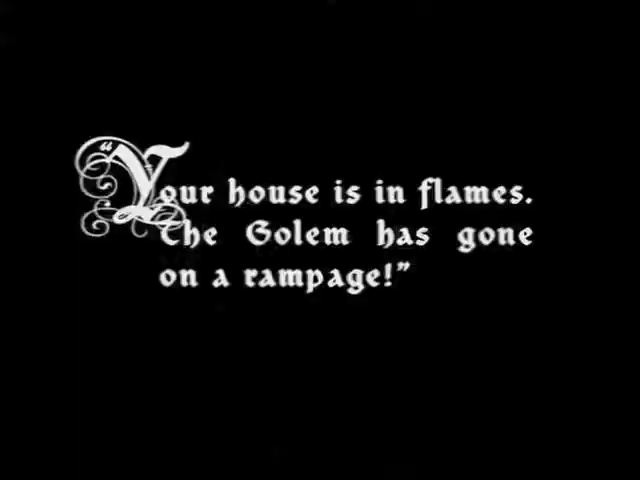 “Your house is in flames.
The Golem has gone
on a rampage!”